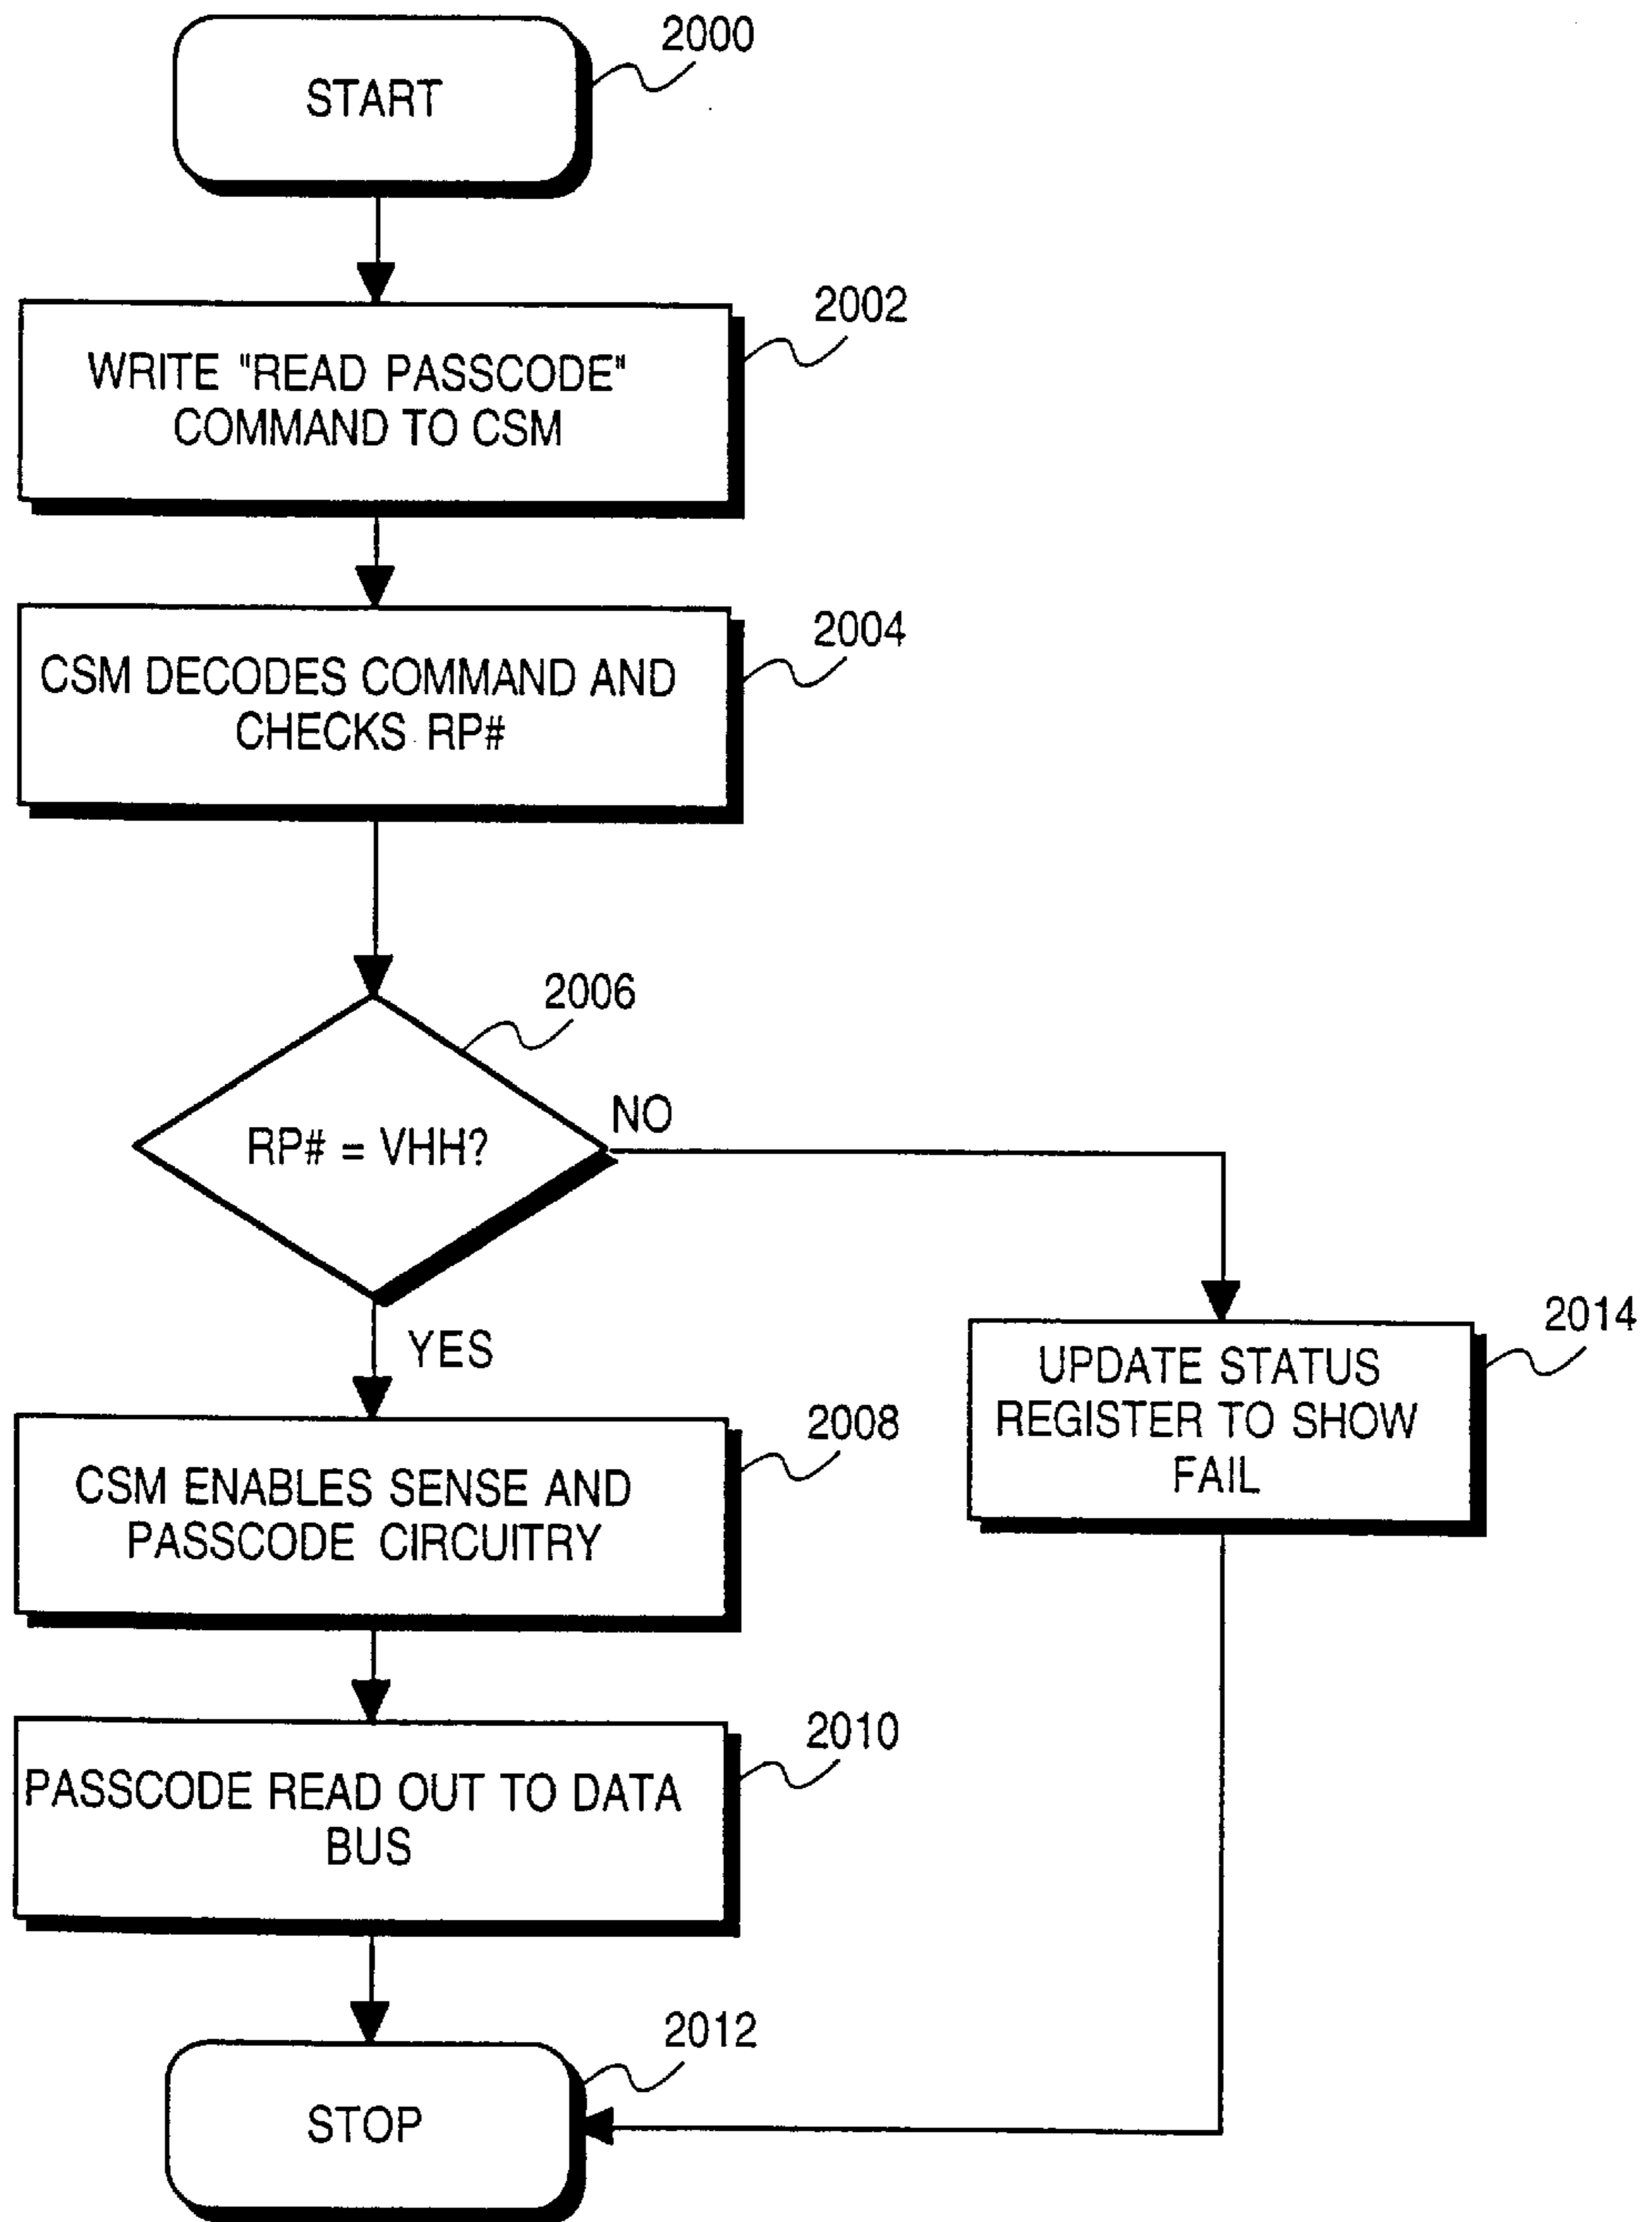 START
2000
WRITE "READ PASSCODE"
COMMAND TO CSM
2002
CSM DECODES COMMAND AND
CHECKS RP#
2004
RP# = VHH?
2006
NO
YES
UPDATE STATUS
REGISTER TO SHOW
FAIL
2014
CSM ENABLES SENSE AND
PASSCODE CIRCUITRY
2008
PASSCODE READ OUT TO DATA
BUS
2010
STOP
2012